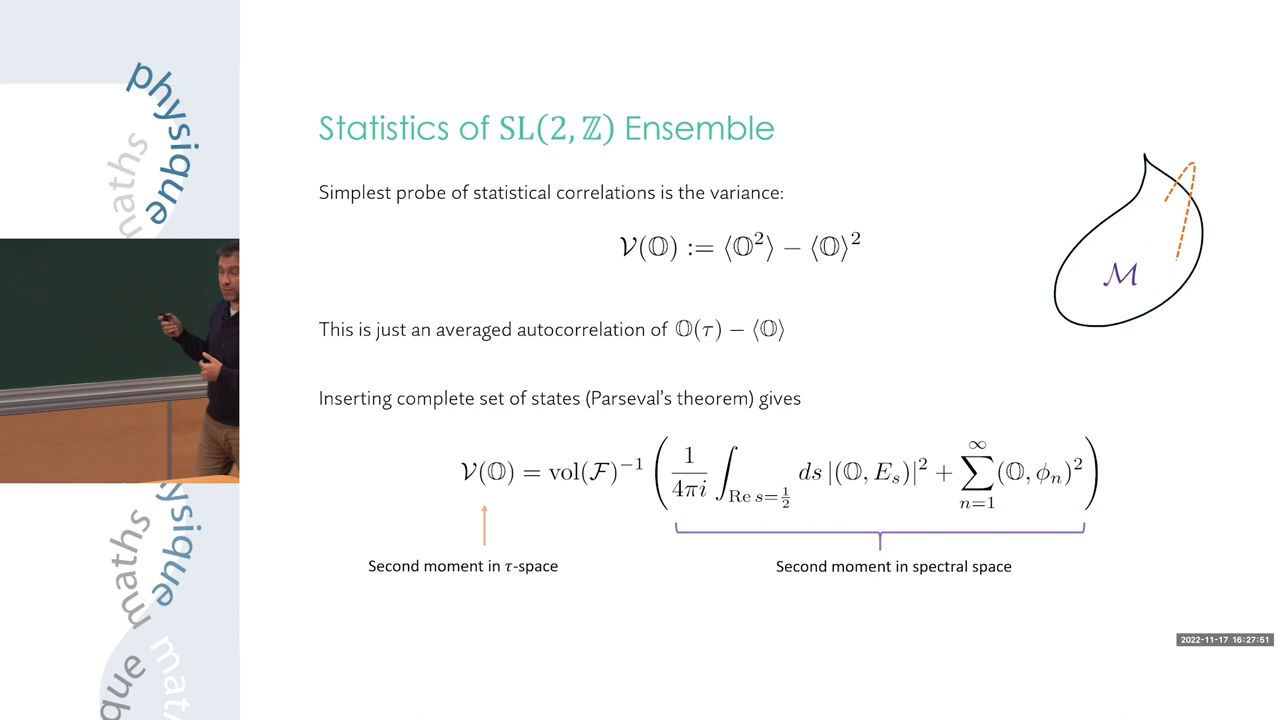 physique
maths
Statistics of SL(2, ℤ) Ensemble
Simplest probe of statistical correlations is the variance:
𝒱(𝕆) := ⟨𝕆²⟩ − ⟨𝕆⟩²
ℳ
This is just an averaged autocorrelation of 𝕆(τ) − ⟨𝕆⟩
Inserting complete set of states (Parseval's theorem) gives
𝒱(𝕆) = vol(ℱ)⁻¹ ( 1/4πi ∫_{Re s=1/2} ds |(𝕆, E_s)|² + ∑_{n=1}^{∞} (𝕆, ϕ_n)² )
Second moment in τ-space
Second moment in spectral space
ysique
maths
que
mat
2022-11-17 16:27:51